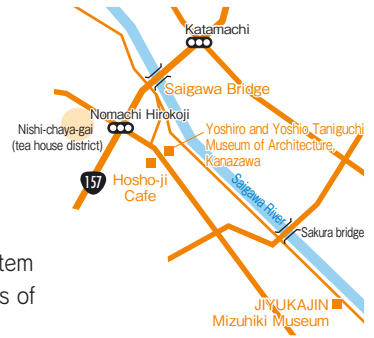 Katamachi
Saigawa Bridge
Nomachi Hirokoji
Nishi-chaya-gai
(tea house district)
Yoshiro and Yoshio Taniguchi
Museum of Architecture,
Kanazawa
157
Hosho-ji
Cafe
Saigawa River
Sakura bridge
tem
s of
JIYUKAJIN
Mizuhiki Museum